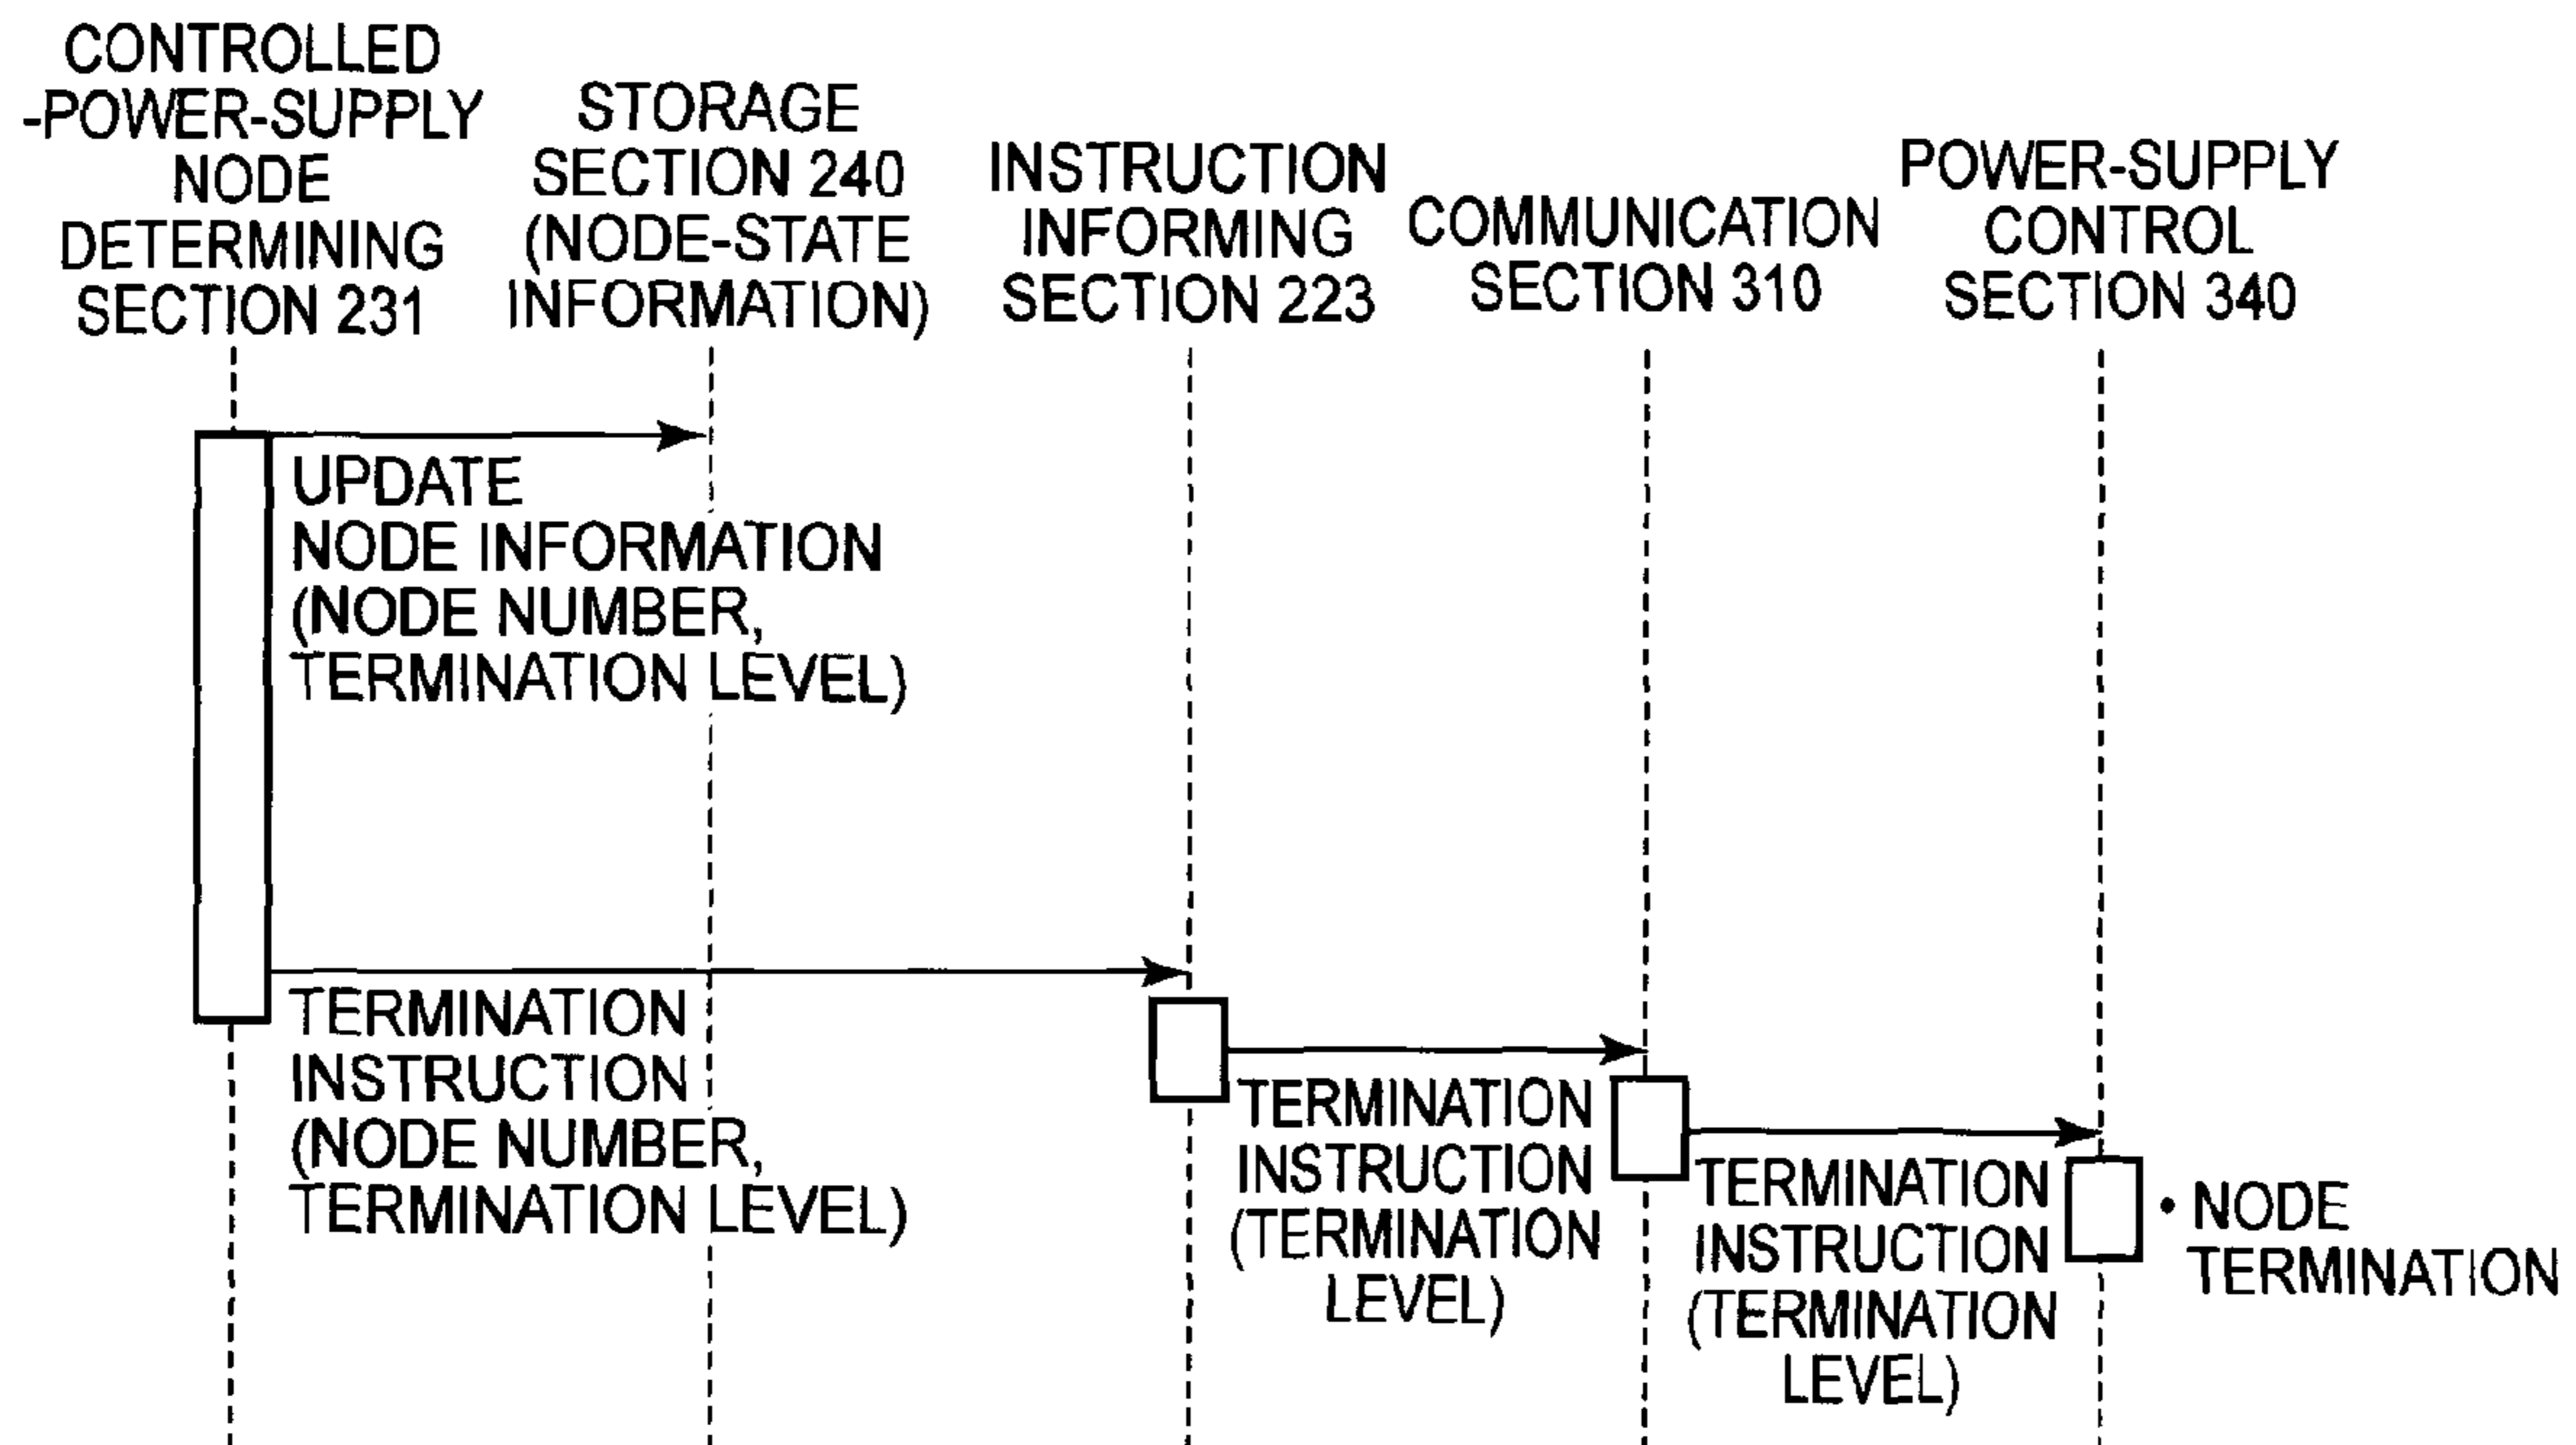 CONTROLLED
-POWER-SUPPLY
NODE
DETERMINING
SECTION 231
STORAGE
SECTION 240
(NODE-STATE
INFORMATION)
INSTRUCTION
INFORMING
SECTION 223
COMMUNICATION
SECTION 310
POWER-SUPPLY
CONTROL
SECTION 340
UPDATE
NODE INFORMATION
(NODE NUMBER,
TERMINATION LEVEL)
TERMINATION
INSTRUCTION
(NODE NUMBER,
TERMINATION LEVEL)
TERMINATION
INSTRUCTION
(TERMINATION
LEVEL)
TERMINATION
INSTRUCTION
(TERMINATION
LEVEL)
• NODE
TERMINATION